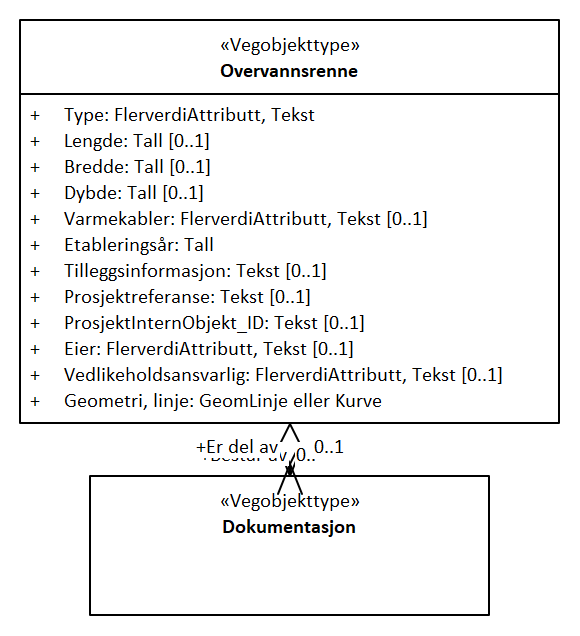 «Vegobjekttype»
Overvannsrenne
+ Type: FlerverdiAttributt, Tekst
+ Lengde: Tall [0..1]
+ Bredde: Tall [0..1]
+ Dybde: Tall [0..1]
+ Varmekabler: FlerverdiAttributt, Tekst [0..1]
+ Etableringsår: Tall
+ Tilleggsinformasjon: Tekst [0..1]
+ Prosjektreferanse: Tekst [0..1]
+ ProsjektInternObjekt_ID: Tekst [0..1]
+ Eier: FlerverdiAttributt, Tekst [0..1]
+ Vedlikeholdsansvarlig: FlerverdiAttributt, Tekst [0..1]
+ Geometri, linje: GeomLinje eller Kurve
+Er del av 0..1
«Vegobjekttype»
Dokumentasjon